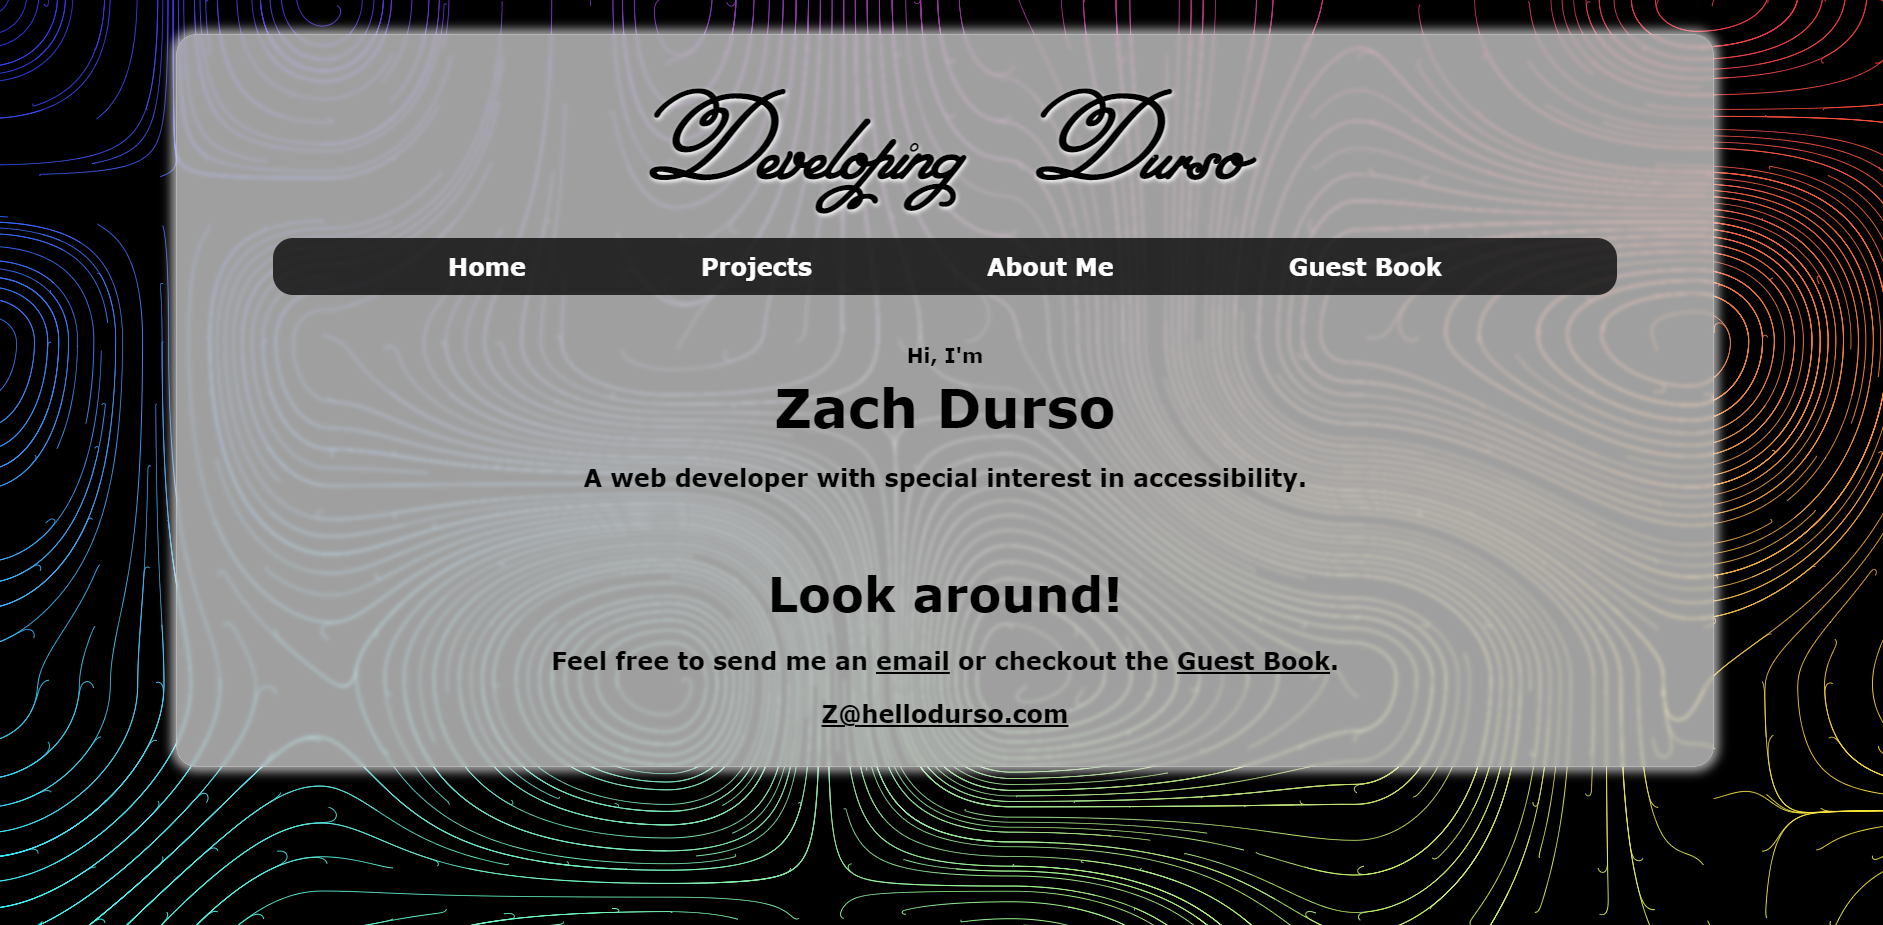 Developing Durso
Home Projects About Me Guest Book
Hi, I'm
Zach Durso
A web developer with special interest in accessibility.
Look around!
Feel free to send me an email or checkout the Guest Book.
Z@hellodurso.com